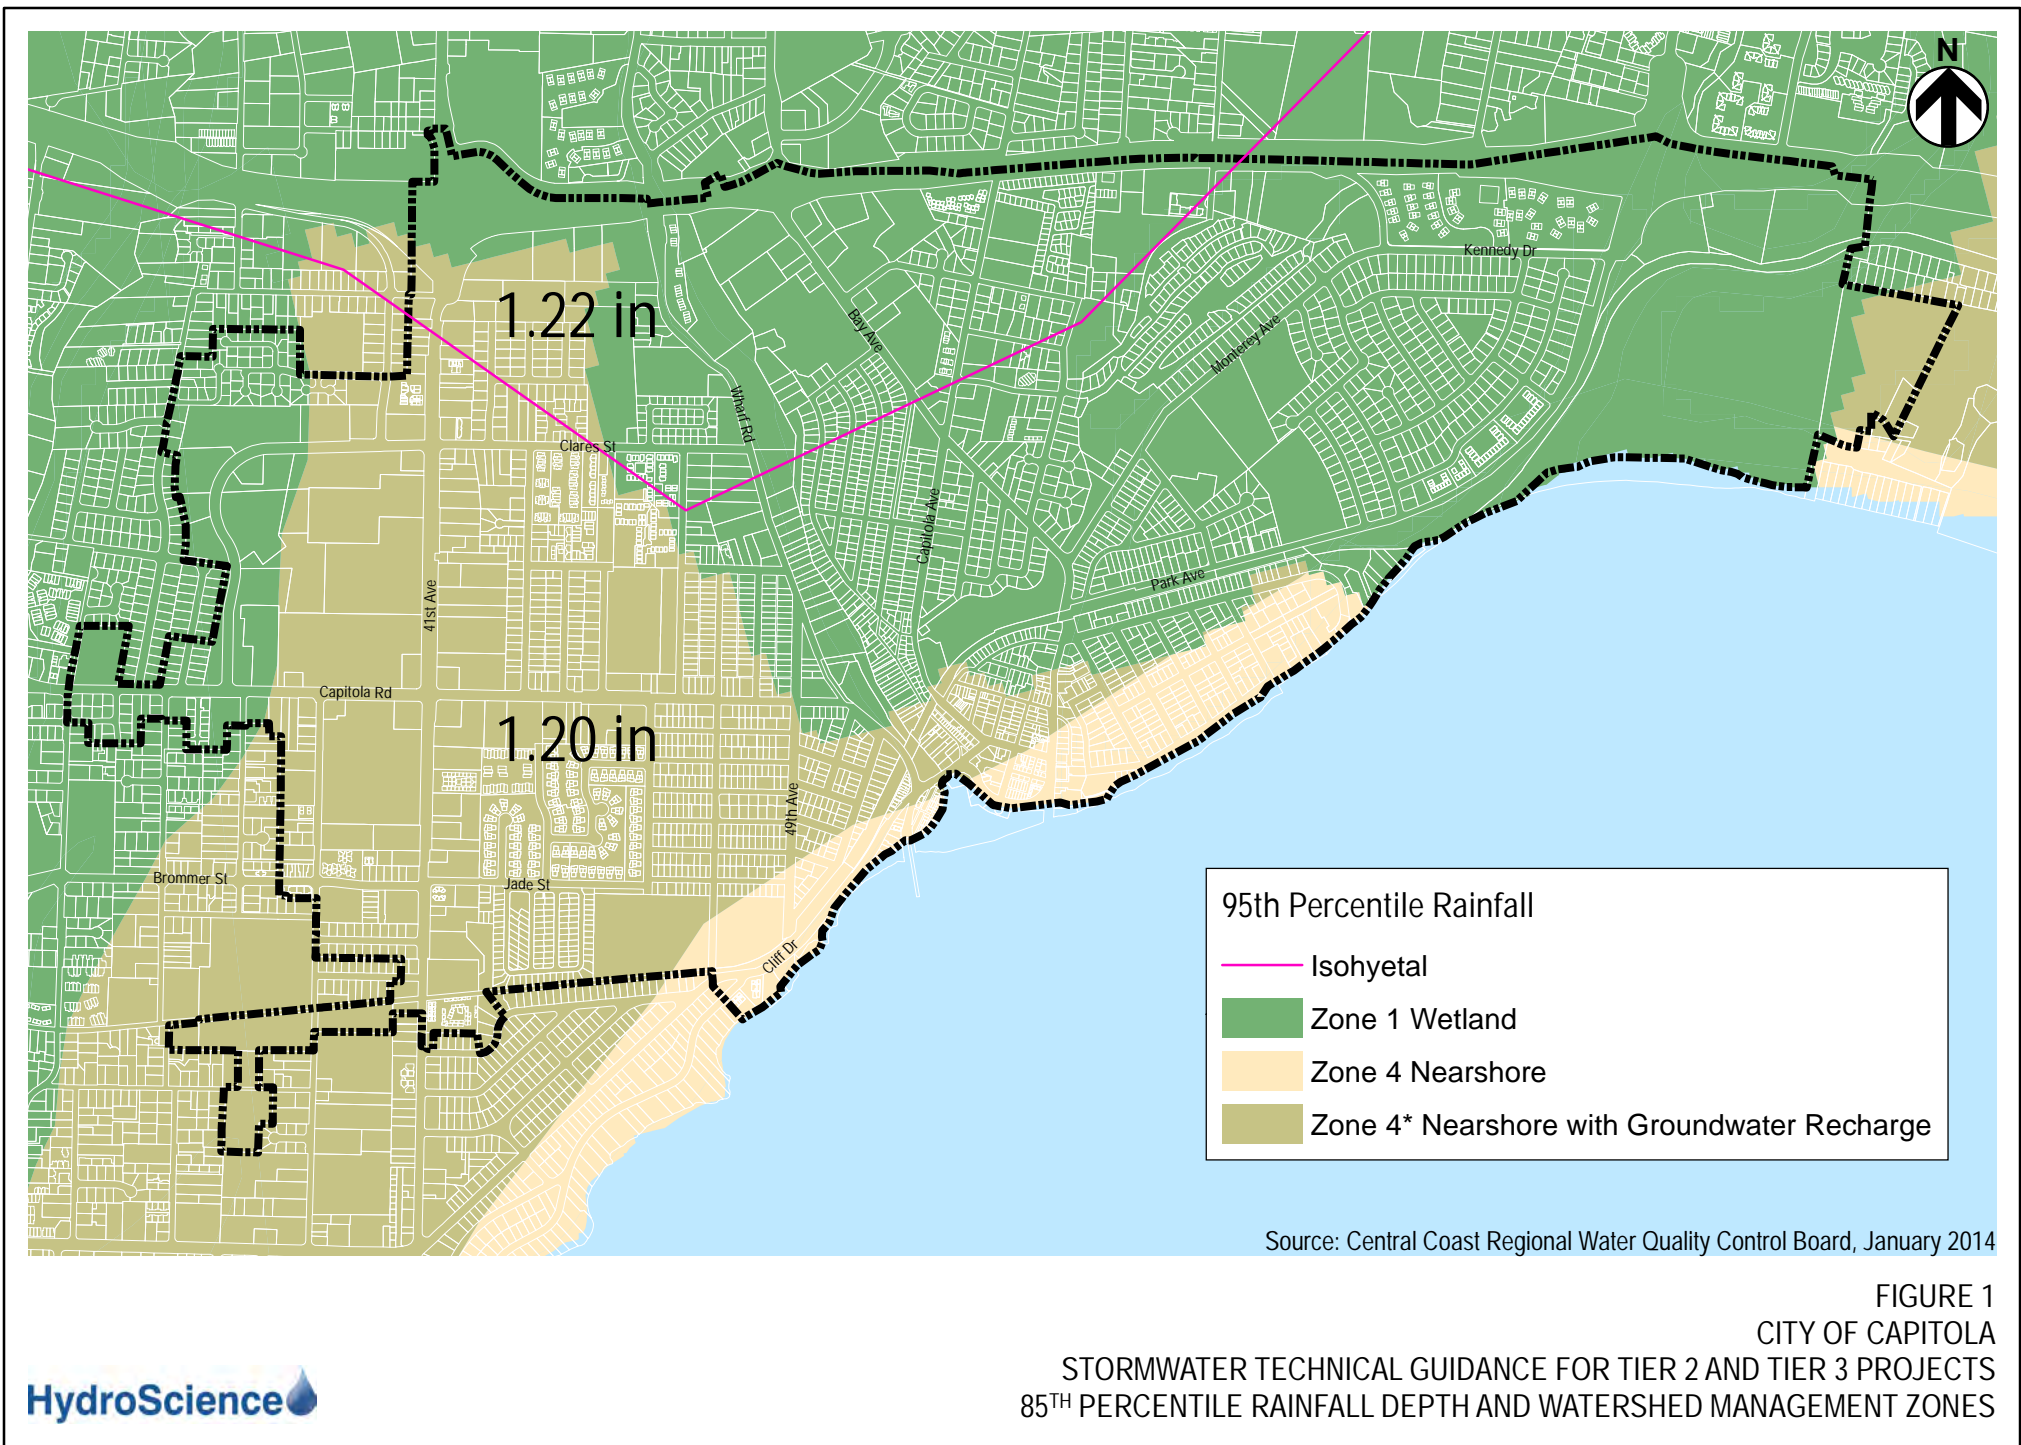 N
Kennedy Dr
1.22 in
Bay Ave
Monterey Ave
Wharf Rd
Clares St
Capitola Ave
Park Ave
41st Ave
Capitola Rd
1.20 in
49th Ave
Brommer St
Jade St
Cliff Dr
95th Percentile Rainfall
Isohyetal
Zone 1 Wetland
Zone 4 Nearshore
Zone 4* Nearshore with Groundwater Recharge
Source: Central Coast Regional Water Quality Control Board, January 2014
FIGURE 1
CITY OF CAPITOLA
STORMWATER TECHNICAL GUIDANCE FOR TIER 2 AND TIER 3 PROJECTS
85TH PERCENTILE RAINFALL DEPTH AND WATERSHED MANAGEMENT ZONES
HydroScience